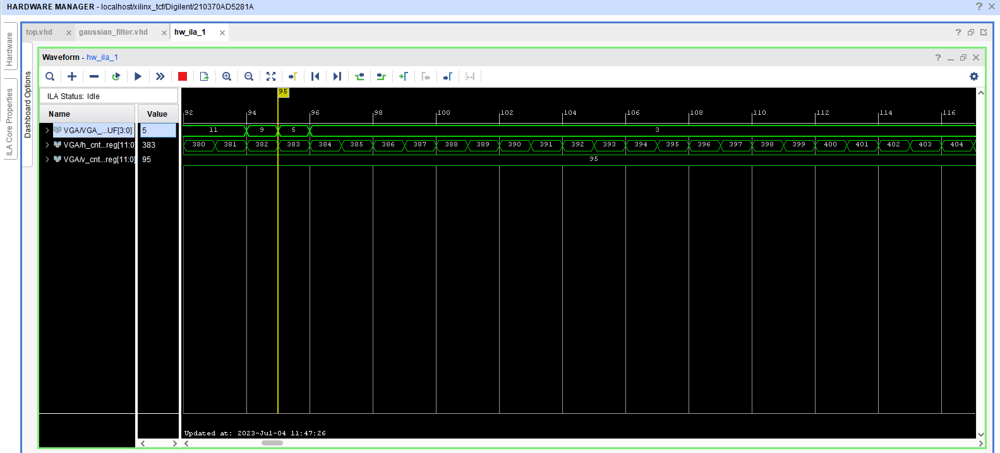 HARDWARE MANAGER - localhost/xilinx_tcf/Digilent/210370AD5281A
Hardware
ILA Core Properties
Dashboard Options
top.vhd gaussian_filter.vhd hw_ila_1
Waveform - hw_ila_1
ILA Status: Idle
Name Value
95
92 94 96 98 100 102 104 106 108 110 112 114 116
VGA/VGA_...UF[3:0] 5 11 9 5 3
VGA/h_cnt...reg[11:0 383 380 381 382 383 384 385 386 387 388 389 390 391 392 393 394 395 396 397 398 399 400 401 402 403 404
VGA/v_cnt...reg[11:0] 95 95
Updated at: 2023-Jul-04 11:47:26